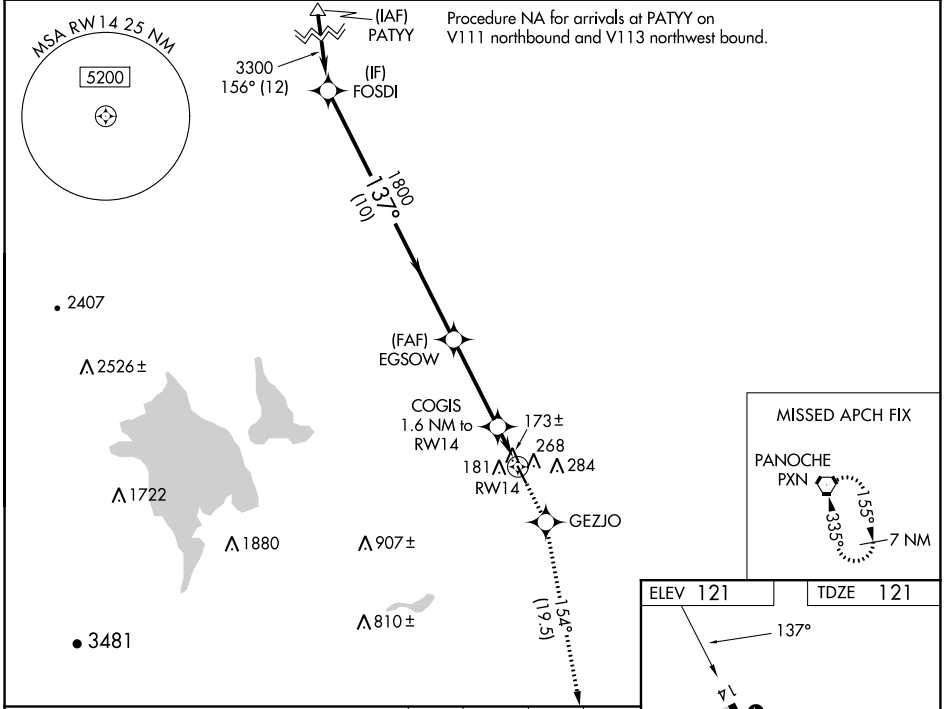 MSA RW14 25 NM
5200
(IAF)
PATYY
Procedure NA for arrivals at PATYY on
V111 northbound and V113 northwest bound.
3300
156° (12)
(IF)
FOSDI
1800
137°
(10)
2407
2526±
(FAF)
EGSOW
COGIS
1.6 NM to
RW14
173±
268
181
284
RW14
1722
GEZJO
1880
907±
154°
(19.5)
810±
3481
MISSED APCH FIX
PANOCHE
PXN
155°
335°
7 NM
ELEV 121
TDZE 121
137°
14